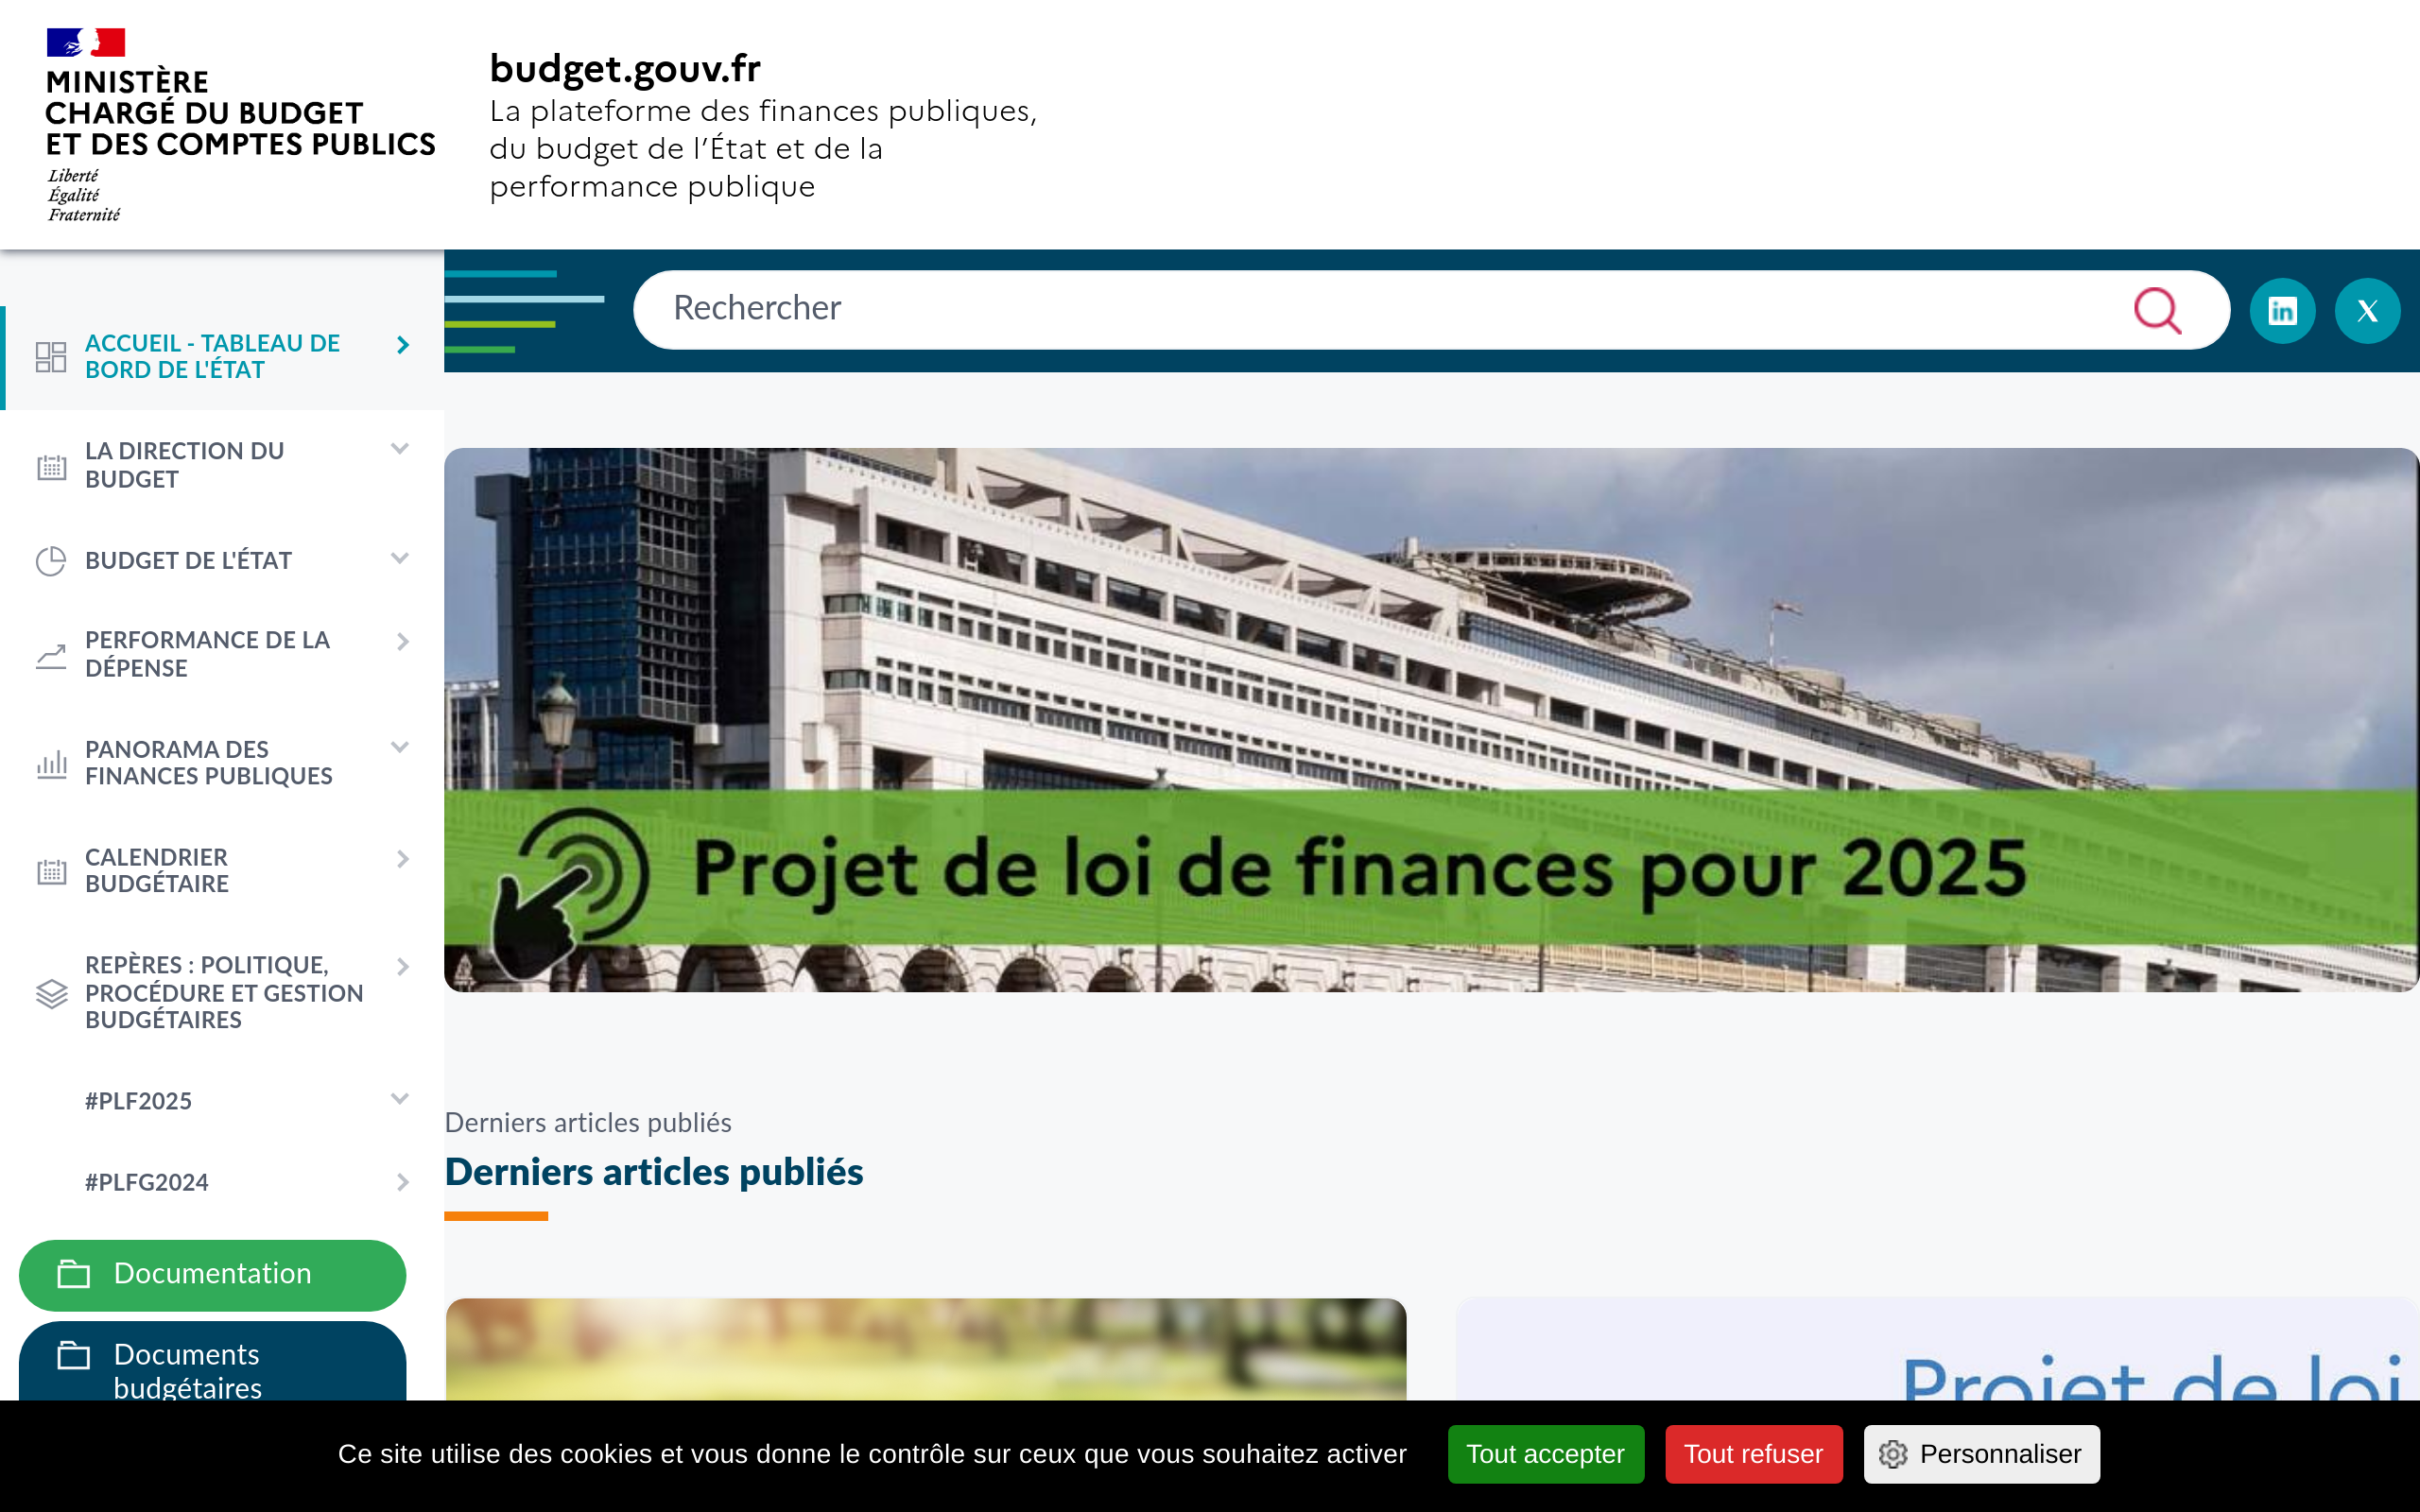 MINISTÈRE
CHARGÉ DU BUDGET
ET DES COMPTES PUBLICS
Liberté
Égalité
Fraternité
budget.gouv.fr
La plateforme des finances publiques,
du budget de l’État et de la
performance publique
Rechercher
in
X
ACCUEIL - TABLEAU DE
BORD DE L'ÉTAT
LA DIRECTION DU
BUDGET
BUDGET DE L'ÉTAT
PERFORMANCE DE LA
DÉPENSE
PANORAMA DES
FINANCES PUBLIQUES
CALENDRIER
BUDGÉTAIRE
REPÈRES : POLITIQUE,
PROCÉDURE ET GESTION
BUDGÉTAIRES
#PLF2025
#PLFG2024
Documentation
Documents
budgétaires
Projet de loi de finances pour 2025
Derniers articles publiés
Derniers articles publiés
Projet de loi
Ce site utilise des cookies et vous donne le contrôle sur ceux que vous souhaitez activer
Tout accepter
Tout refuser
Personnaliser